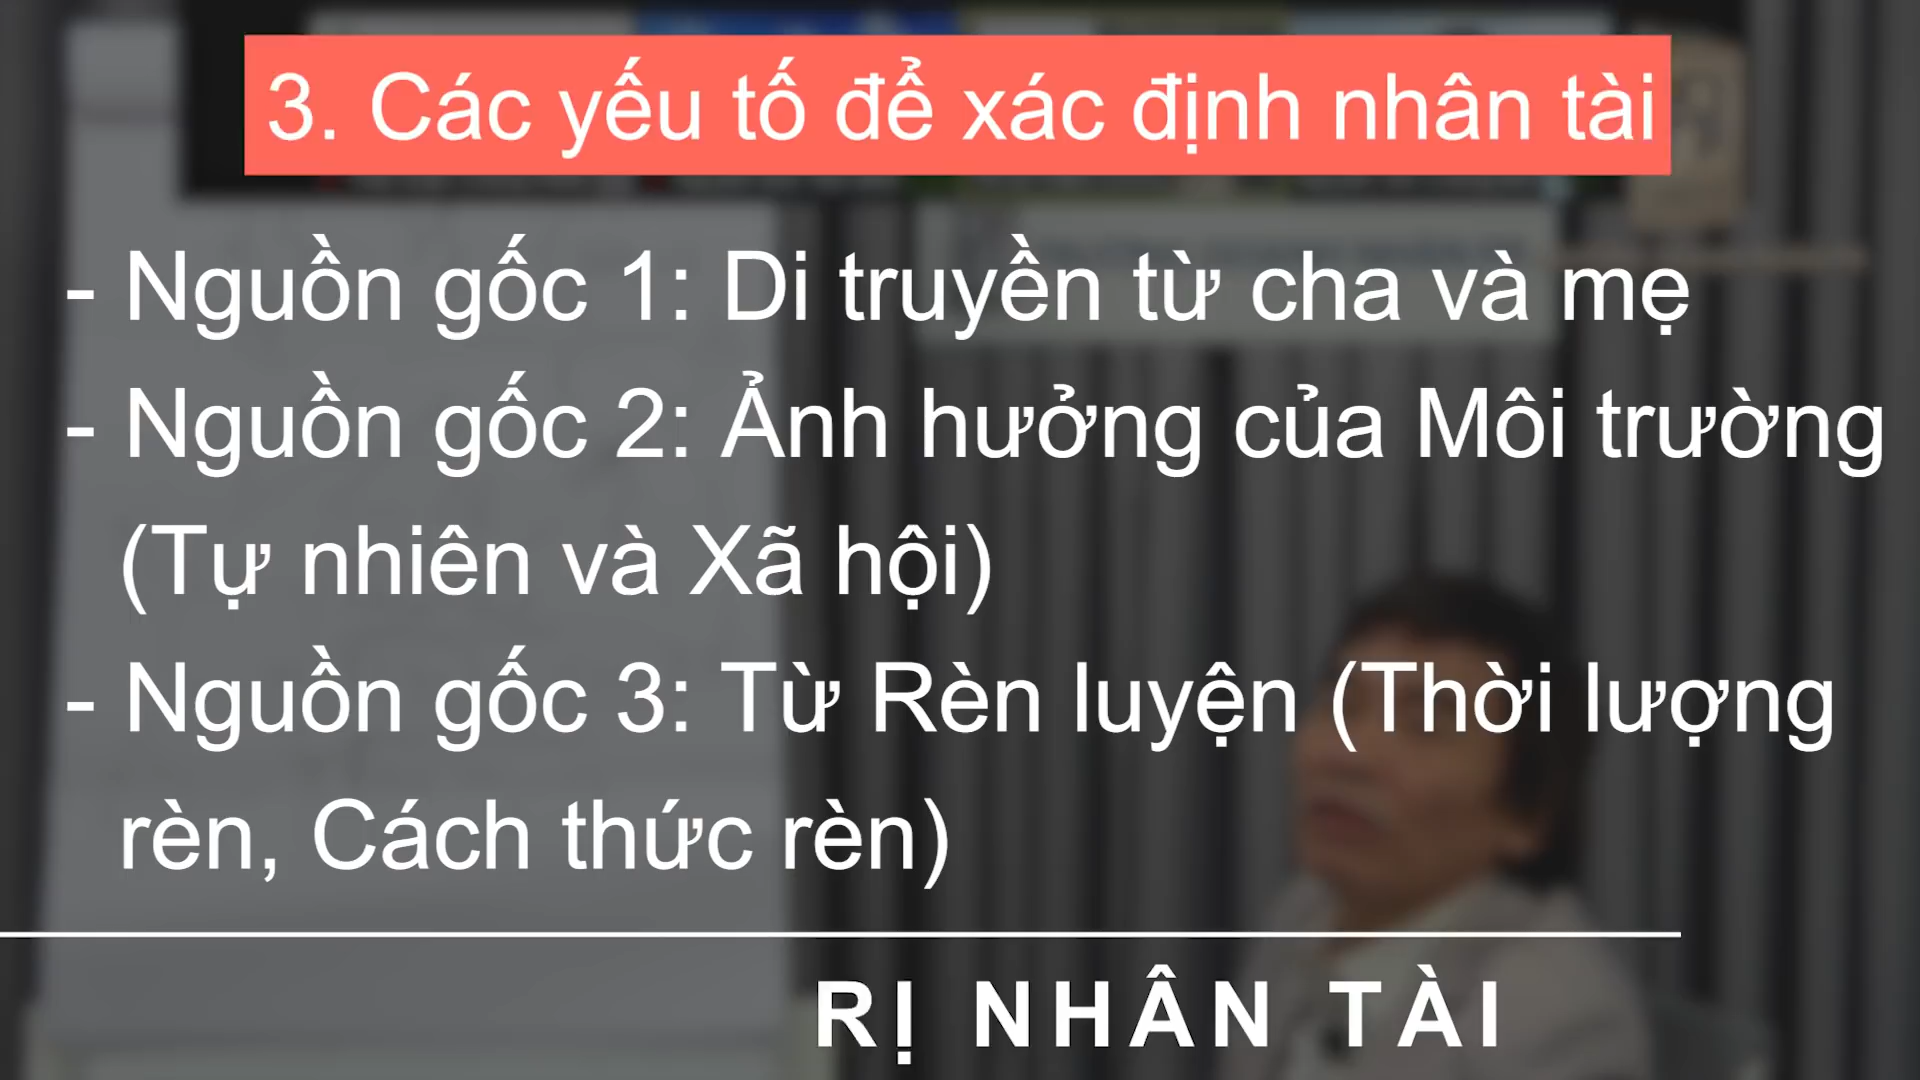 3. Các yếu tố để xác định nhân tài
- Nguồn gốc 1: Di truyền từ cha và mẹ
- Nguồn gốc 2: Ảnh hưởng của Môi trường
(Tự nhiên và Xã hội)
- Nguồn gốc 3: Từ Rèn luyện (Thời lượng
rèn, Cách thức rèn)
RỊ NHÂN TÀI